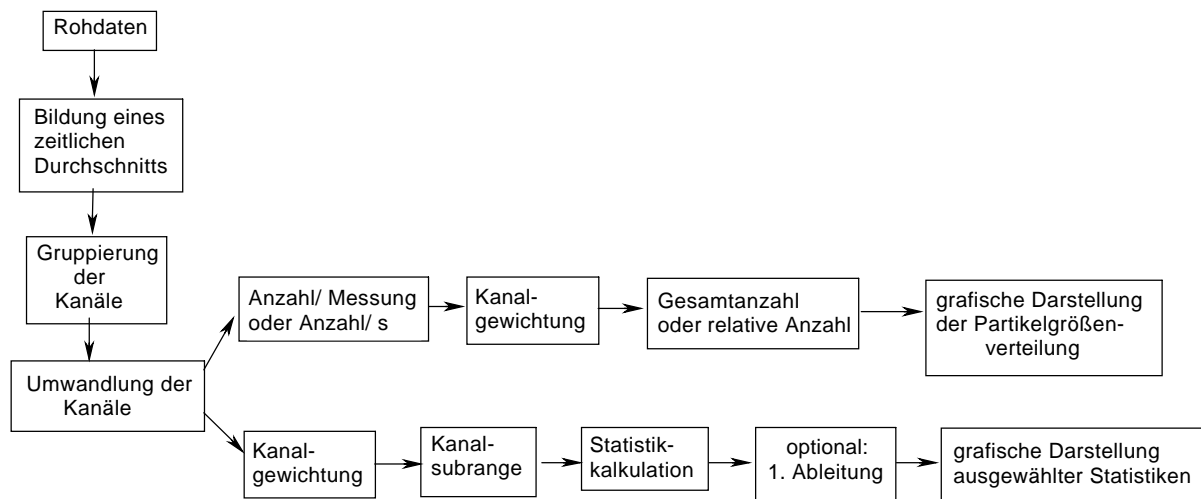 Rohdaten
Bildung eines
zeitlichen
Durchschnitts
Gruppierung
der
Kanäle
Umwandlung der
Kanäle
Anzahl/ Messung
oder Anzahl/ s
Kanal-
gewichtung
Gesamtanzahl
oder relative Anzahl
grafische Darstellung
der Partikelgrößen-
verteilung
Kanal-
gewichtung
Kanal-
subrange
Statistik-
kalkulation
optional:
1. Ableitung
grafische Darstellung
ausgewählter Statistiken